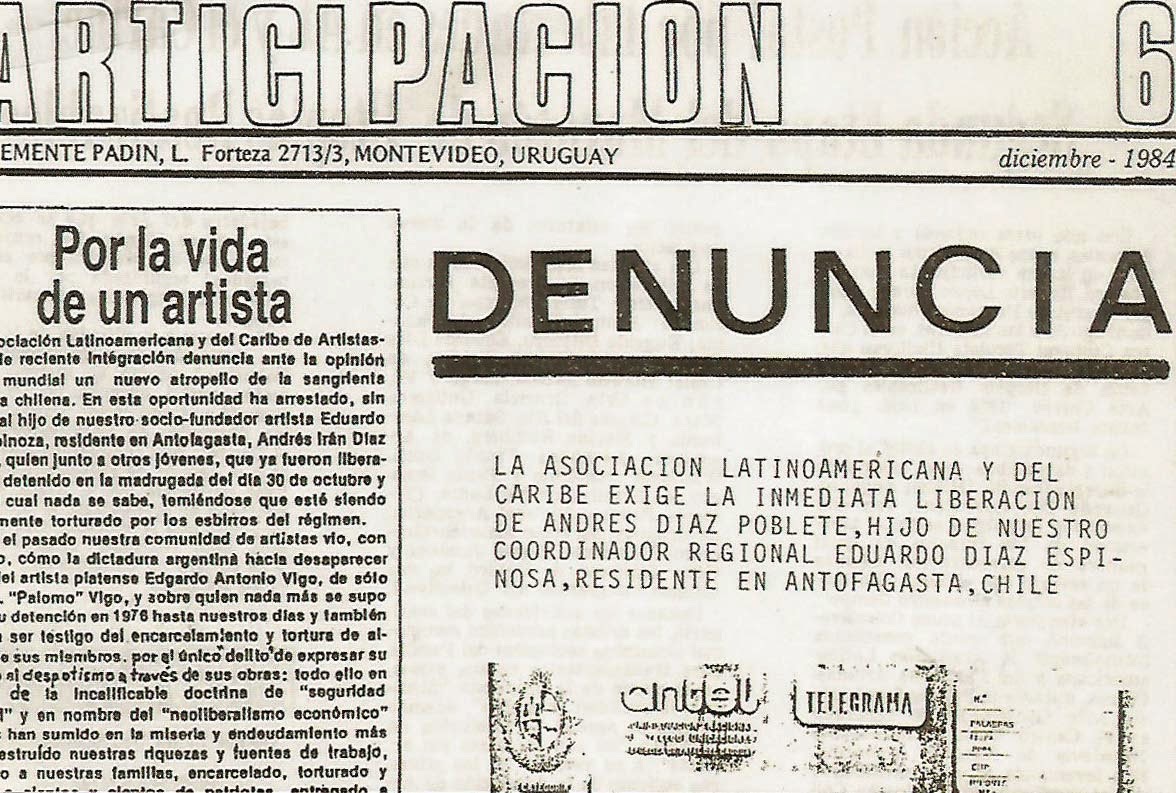 ARTICIPACION 6
EMENTE PADIN, L. Forteza 2713/3, MONTEVIDEO, URUGUAY
diciembre - 1984
Por la vida
de un artista
ociación Latinoamericana y del Caribe de Artistas-
de reciente integración denuncia ante la opinión
mundial un nuevo atropello de la sangrienta
a chilena. En esta oportunidad ha arrestado, sin
al hijo de nuestro socio-fundador artista Eduardo
pinoza, residente en Antofagasta, Andrés Irán Díaz
, quien junto a otros jóvenes, que ya fueron libera-
detenido en la madrugada del día 30 de octubre y
cual nada se sabe, temiéndose que esté siendo
mente torturado por los esbirros del régimen.
el pasado nuestra comunidad de artistas vio, con
o, cómo la dictadura argentina hacía desaparecer
del artista platense Edgardo Antonio Vigo, de sólo
. "Palomo" Vigo, y sobre quien nada más se supo
u detención en 1976 hasta nuestros días y también
ser testigo del encarcelamiento y tortura de al-
e sus miembros. por el único delito de expresar su
al despotismo a través de sus obras: todo ello en
de la incalificable doctrina de "seguridad
l" y en nombre del "neoliberalismo económico"
s han sumido en la miseria y endeudamiento más
estruído nuestras riquezas y fuentes de trabajo,
o a nuestras familias, encarcelado, torturado y
a cientos y cientos de patriotas, entregado a
DENUNCIA
LA ASOCIACION LATINOAMERICANA Y DEL
CARIBE EXIGE LA INMEDIATA LIBERACION
DE ANDRES DIAZ POBLETE,HIJO DE NUESTRO
COORDINADOR REGIONAL EDUARDO DIAZ ESPI-
NOSA,RESIDENTE EN ANTOFAGASTA,CHILE
antel
TELEGRAMA
N.º
PALABRAS
CATEGORIA